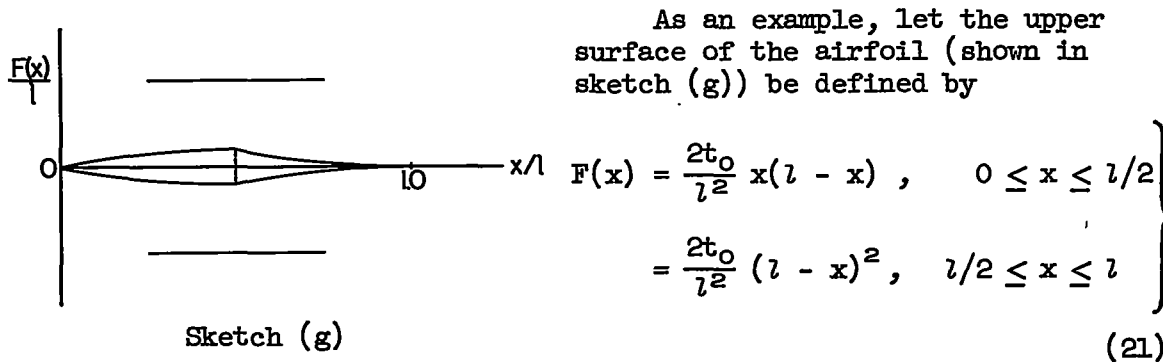 F(x)
l
0
1.0
x/l
Sketch (g)
As an example, let the upper
surface of the airfoil (shown in
sketch (g)) be defined by
F(x) = 2t₀/l² x(l - x) , 0 ≤ x ≤ l/2
= 2t₀/l² (l - x)², l/2 ≤ x ≤ l
(21)